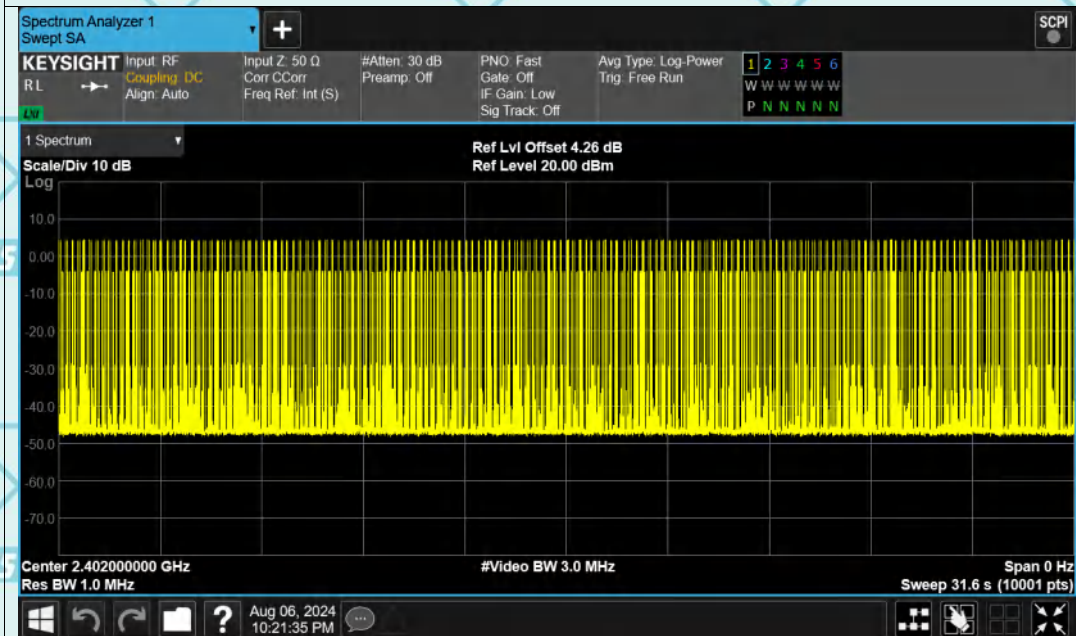 Spectrum Analyzer 1
Swept SA
+
SCPI
KEYSIGHT Input: RF Input Z: 50 Ω #Atten: 30 dB PNO: Fast Avg Type: Log-Power 1 2 3 4 5 6
RL Coupling: DC Corr CCorr Preamp: Off Gate: Off Trig: Free Run W W W W W W
Align: Auto Freq Ref: Int (S) IF Gain: Low P N N N N N
LXI Sig Track: Off
1 Spectrum
Ref Lvl Offset 4.26 dB
Scale/Div 10 dB Ref Level 20.00 dBm
Log
10.0
0.00
-10.0
-20.0
-30.0
-40.0
-50.0
-60.0
-70.0
Center 2.402000000 GHz #Video BW 3.0 MHz Span 0 Hz
Res BW 1.0 MHz Sweep 31.6 s (10001 pts)
? Aug 06, 2024
10:21:35 PM